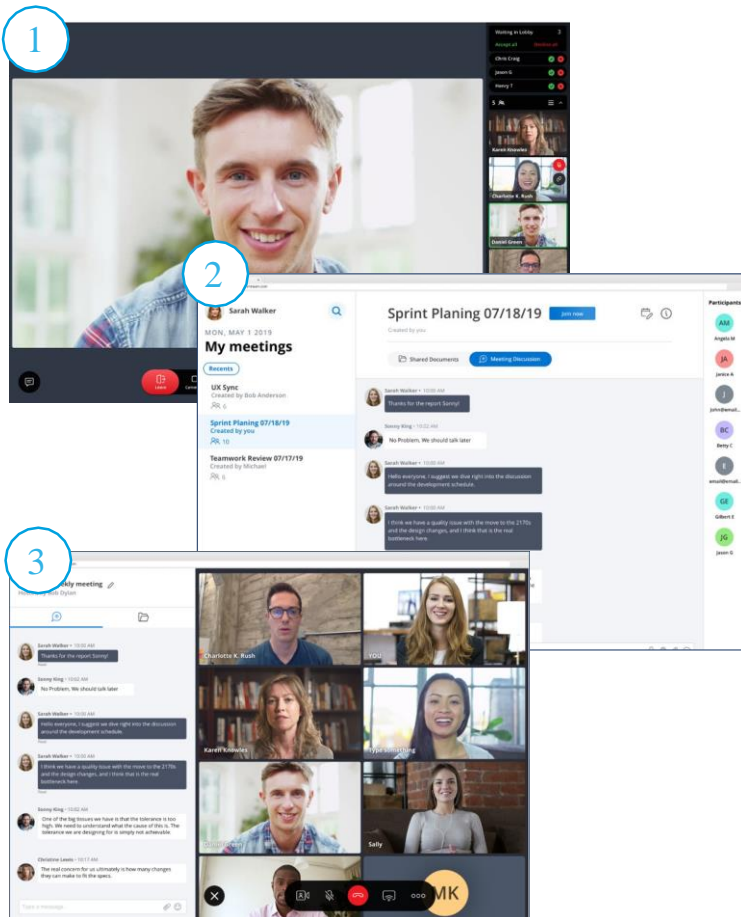 1
Waiting in Lobby 3
Accept all
Chris Craig
Jason G
Henry T
5
Karen Knowles
Charlotte K. Rush
Daniel Green
Leave
2
Sarah Walker
MON, MAY 1 2019
My meetings
Recents
UX Sync
Created by Bob Anderson
6
Sprint Planing 07/18/19
Created by you
10
Teamwork Review 07/17/19
Created by Michael
6
Sprint Planing 07/18/19
Join now
Created by you
Shared Documents
Meeting Discussion
Sarah Walker • 10:00 AM
Thanks for the report Sonny!
Sonny King • 10:02 AM
No Problem, We should talk later
Sarah Walker • 10:00 AM
Hello everyone, I suggest we dive right into the discussion
around the development schedule.
Sarah Walker • 10:00 AM
I think we have a quality issue with the move to the 2170s
and the design changes, and I think that is the real
bottleneck here.
Participants
AM
Angela M
JA
Janice A
J
John@email...
BC
Betty C
E
email@email...
GE
Gilbert E
JG
Jason G
3
meeting
Dylan
Sarah Walker • 10:00 AM
Thanks for the report Sonny!
Read
Sonny King • 10:02 AM
No Problem, We should talk later
Sarah Walker • 10:00 AM
Hello everyone, I suggest we dive right into the discussion
around the development schedule.
Read
Sarah Walker • 10:00 AM
I think we have a quality issue with the move to the 2170s
and the design changes, and I think that is the real
bottleneck here.
Read
Sonny King • 10:02 AM
One of the big issues we have is that the tolerance is too
high. We need to understand what the cause of this is. The
tolerance we are designing for is simply not achievable.
Christine Lewis • 10:17 AM
The real concern for us ultimately is how many changes
they can make to fit the specs.
Type a message...
Charlotte K. Rush
YOU
Karen Knowles
Type something
Sally
MK